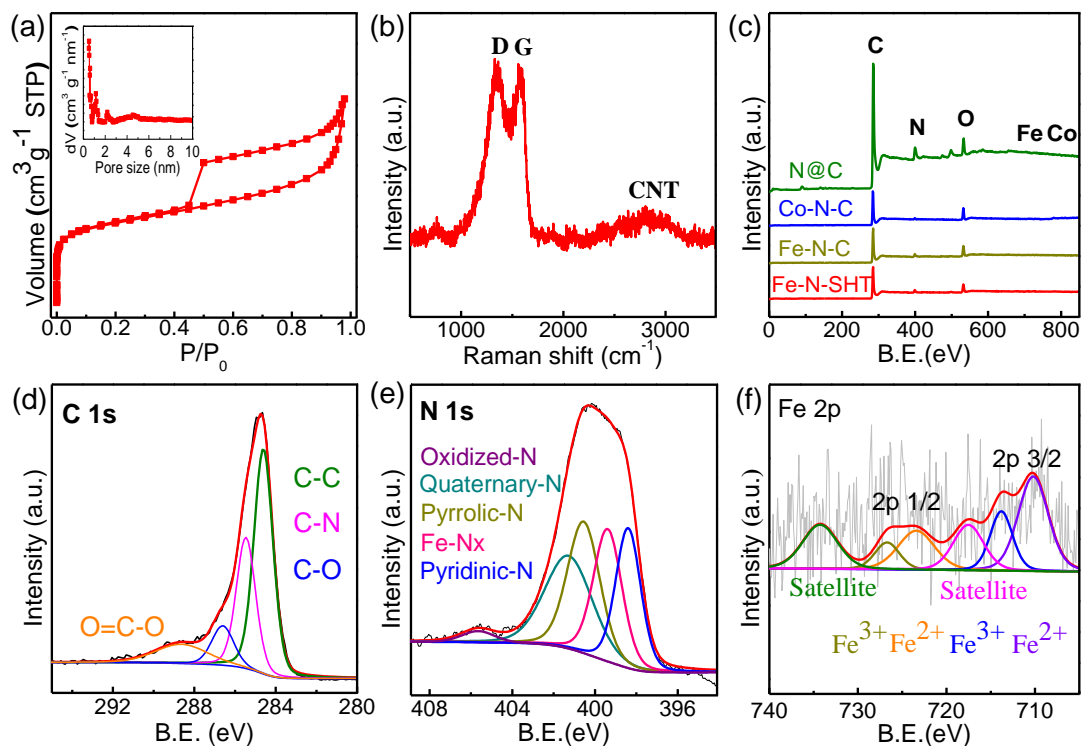 (a)
Volume (cm³ g⁻¹ STP)
dV (cm³ g⁻¹ nm⁻¹)
0 2 4 6 8 10
Pore size (nm)
0.0 0.2 0.4 0.6 0.8 1.0
P/P₀
(b)
D G
CNT
Intensity (a.u.)
1000 2000 3000
Raman shift (cm⁻¹)
(c)
C
N
O
Fe Co
N@C
Co-N-C
Fe-N-C
Fe-N-SHT
Intensity (a.u.)
0 200 400 600 800
B.E.(eV)
(d)
C 1s
C-C
C-N
C-O
O=C-O
Intensity (a.u.)
292 288 284 280
B.E. (eV)
(e)
N 1s
Oxidized-N
Quaternary-N
Pyrrolic-N
Fe-Nx
Pyridinic-N
Intensity (a.u.)
408 404 400 396
B.E. (eV)
(f)
Fe 2p
2p 3/2
2p 1/2
Satellite
Satellite
Fe³⁺ Fe²⁺ Fe³⁺ Fe²⁺
Intensity (a.u.)
740 730 720 710
B.E. (eV)